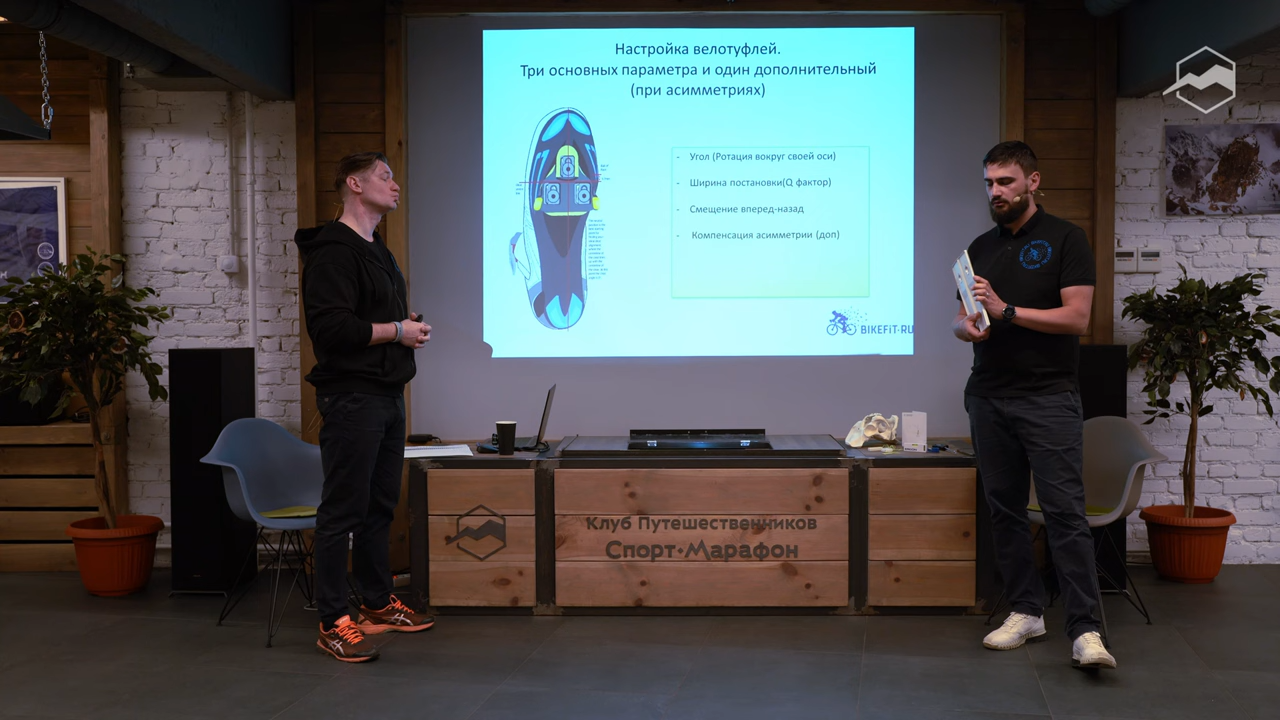 Настройка велотуфлей.
Три основных параметра и один дополнительный
(при асимметриях)
- Угол (Ротация вокруг своей оси)
- Ширина постановки(Q фактор)
- Смещение вперед-назад
- Компенсация асимметрии (доп)
BIKEFIT·RU
Клуб Путешественников
Спорт-Марафон